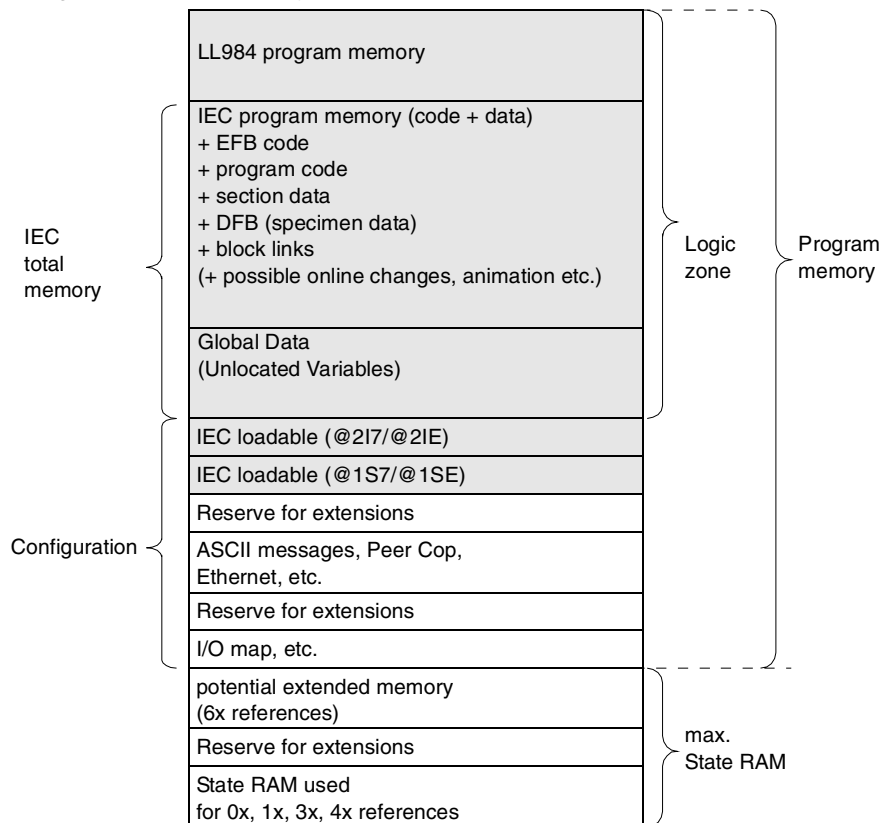 LL984 program memory
IEC program memory (code + data)
+ EFB code
+ program code
+ section data
+ DFB (specimen data)
+ block links
(+ possible online changes, animation etc.)
IEC
total
memory
Logic
zone
Program
memory
Global Data
(Unlocated Variables)
IEC loadable (@2I7/@2IE)
IEC loadable (@1S7/@1SE)
Reserve for extensions
Configuration
ASCII messages, Peer Cop,
Ethernet, etc.
Reserve for extensions
I/O map, etc.
potential extended memory
(6x references)
Reserve for extensions
max.
State RAM
State RAM used
for 0x, 1x, 3x, 4x references